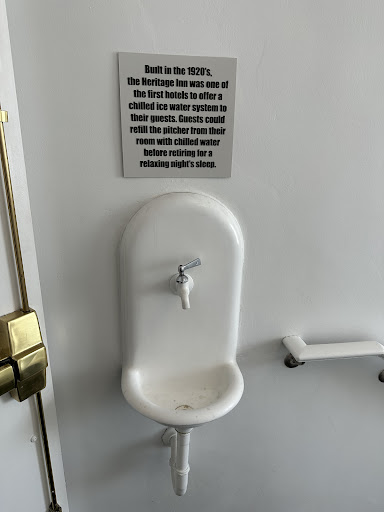 Built in the 1920's,
the Heritage Inn was one of
the first hotels to offer a
chilled ice water system to
their guests. Guests could
refill the pitcher from their
room with chilled water
before retiring for a
relaxing night's sleep.